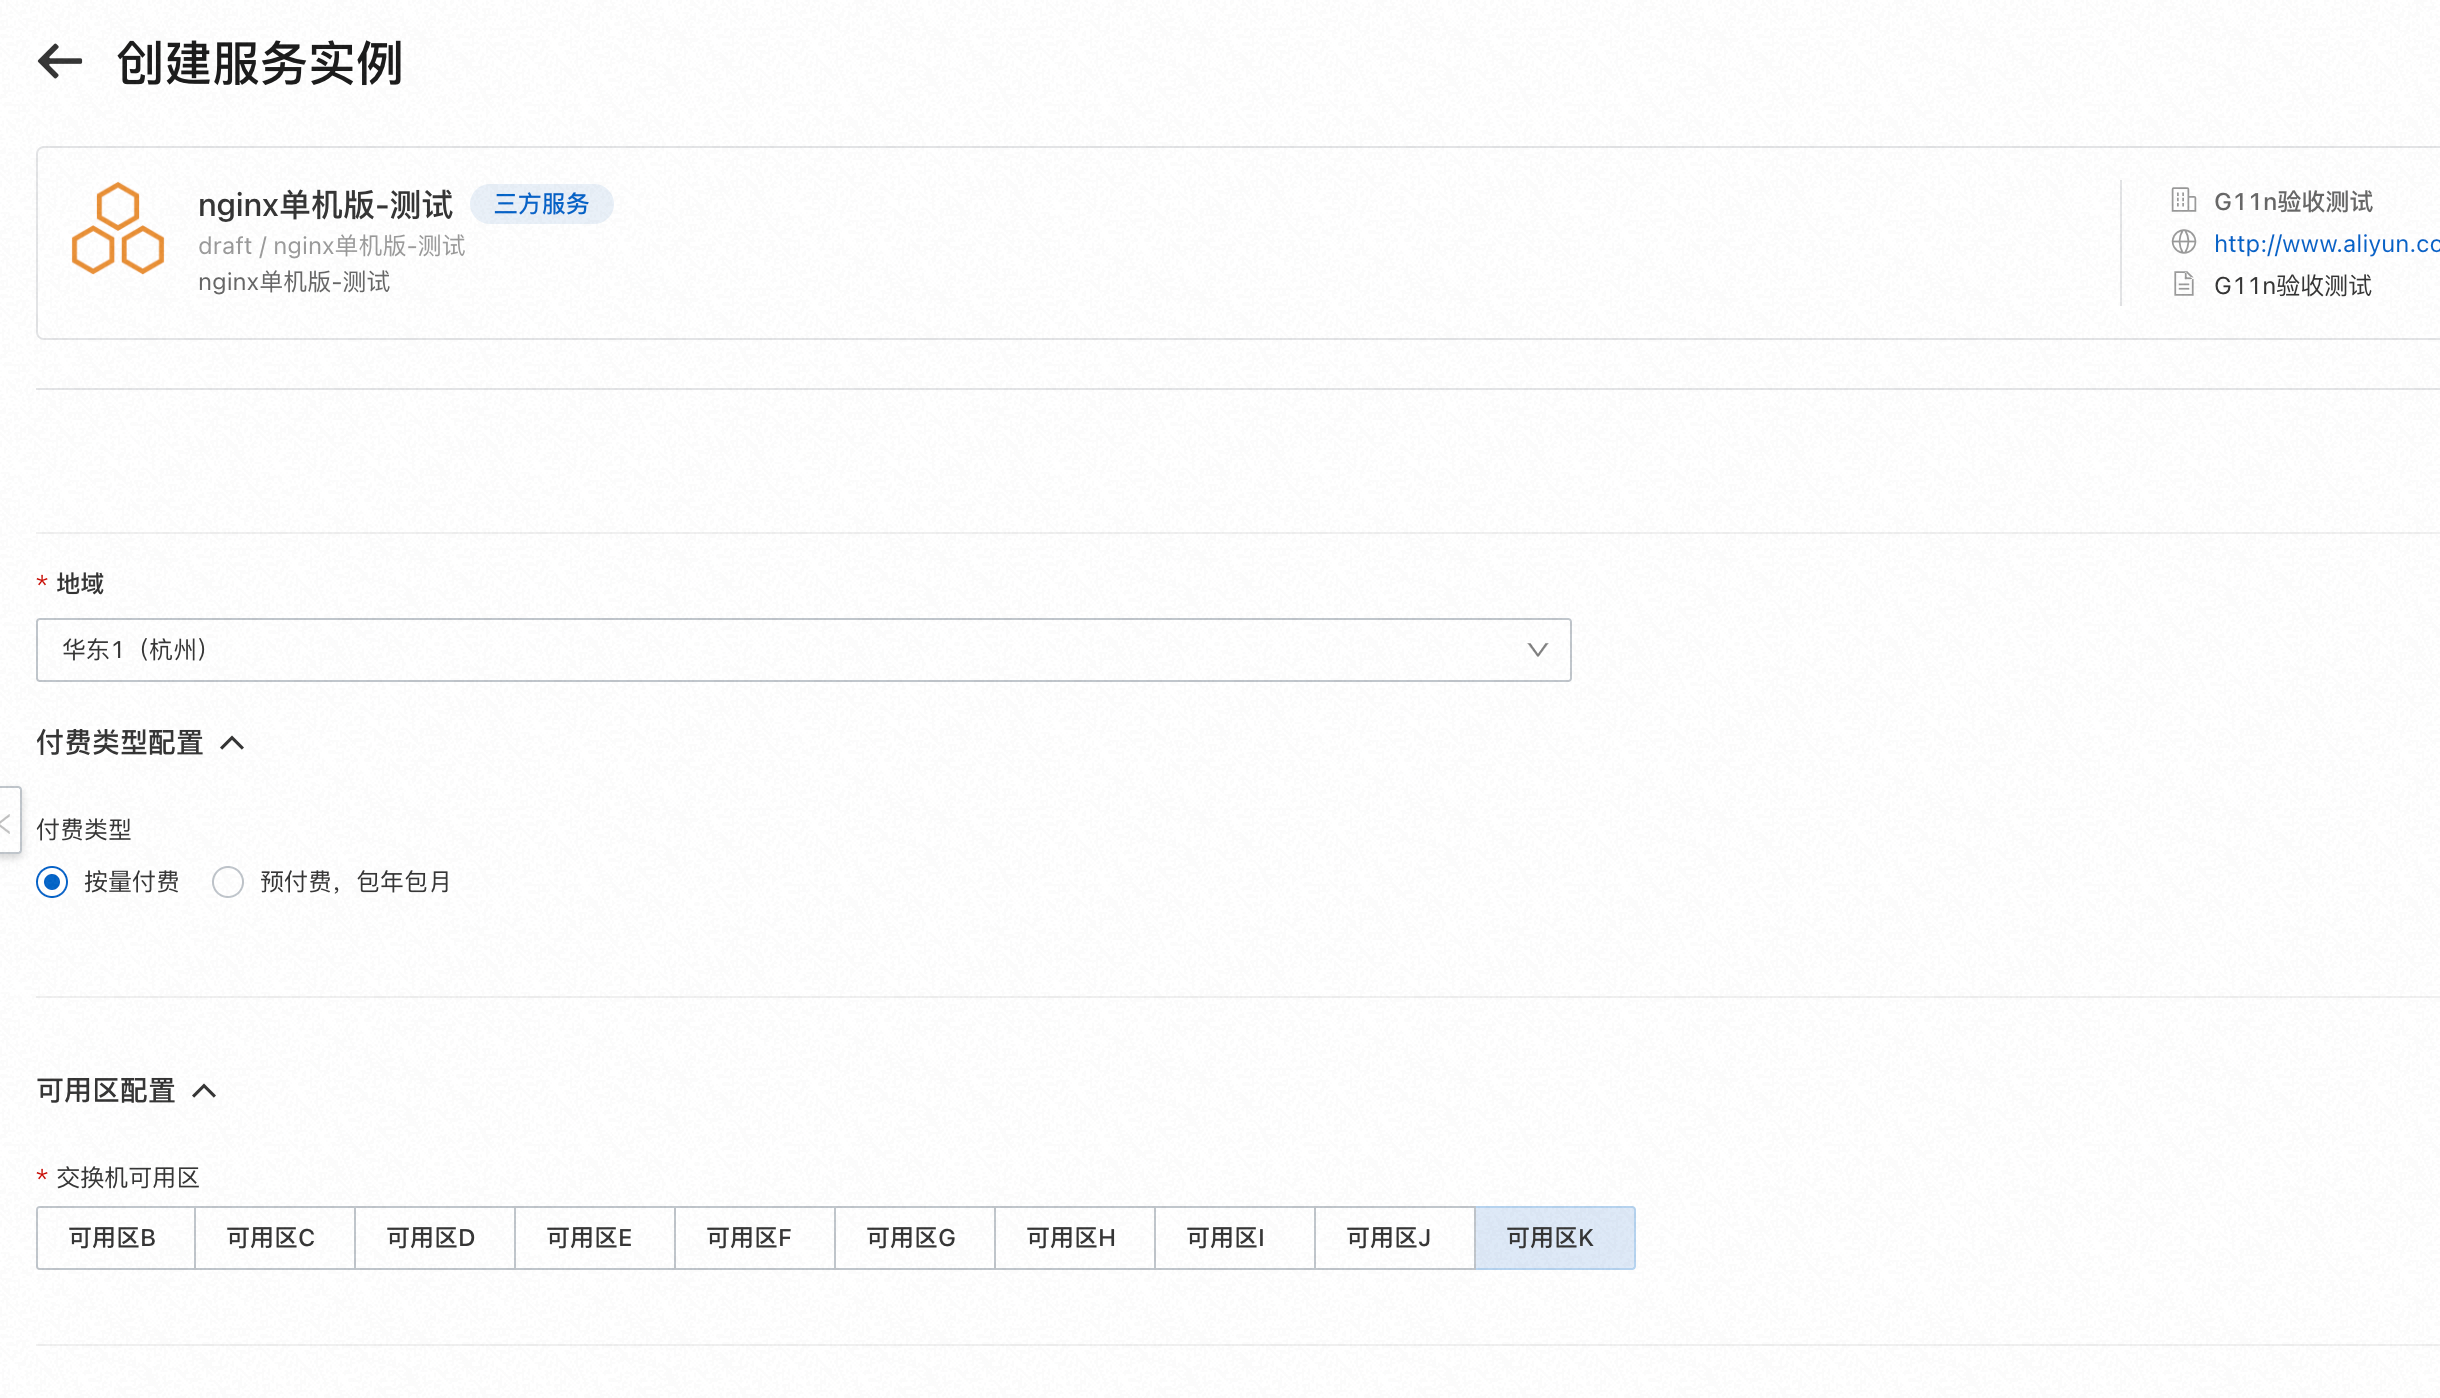 创建服务实例
nginx单机版-测试 三方服务
draft / nginx单机版-测试
nginx单机版-测试
G11n验收测试
http://www.aliyun.cc
G11n验收测试
* 地域
华东1（杭州）
付费类型配置
付费类型
按量付费 预付费，包年包月
可用区配置
* 交换机可用区
可用区B 可用区C 可用区D 可用区E 可用区F 可用区G 可用区H 可用区I 可用区J 可用区K